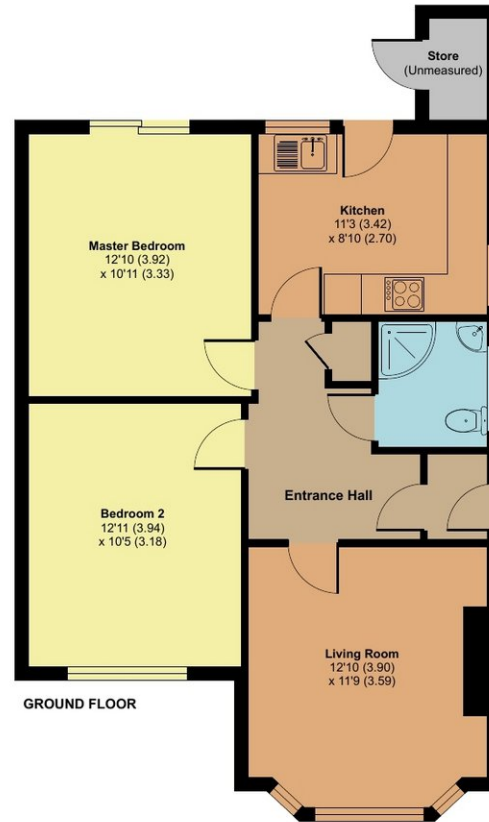 Store
(Unmeasured)
Kitchen
11'3 (3.42)
x 8'10 (2.70)
Master Bedroom
12'10 (3.92)
x 10'11 (3.33)
Entrance Hall
Bedroom 2
12'11 (3.94)
x 10'5 (3.18)
Living Room
12'10 (3.90)
x 11'9 (3.59)
GROUND FLOOR